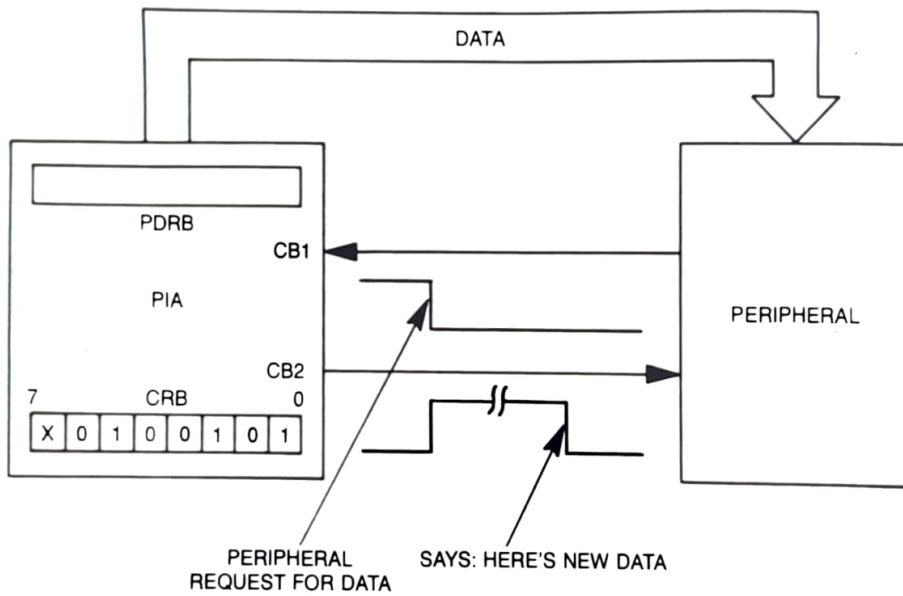 DATA
PDRB
CB1
PIA
PERIPHERAL
CB2
7 CRB 0
X 0 1 0 0 1 0 1
PERIPHERAL
REQUEST FOR DATA
SAYS: HERE'S NEW DATA